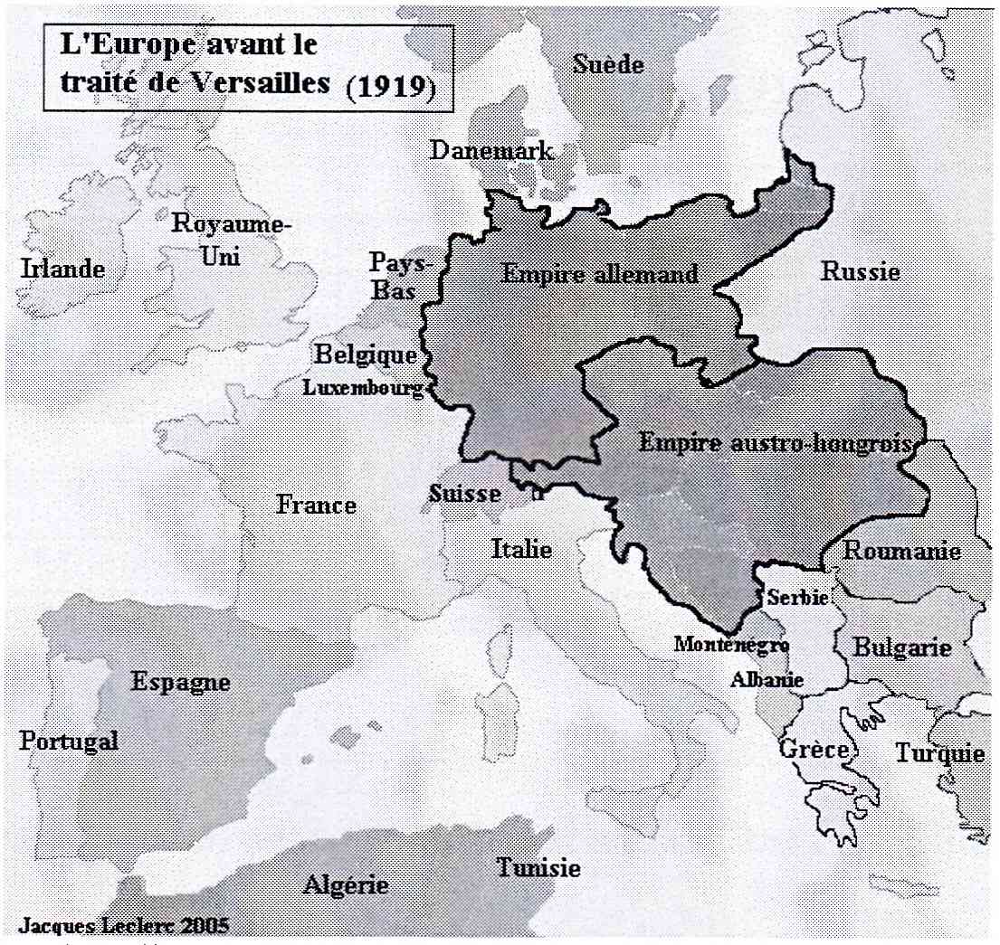 L'Europe avant le
traité de Versailles (1919)
Suède
Danemark
Royaume-
Uni
Irlande
Pays-
Bas
Empire allemand
Russie
Belgique
Luxembourg
Empire austro-hongrois
Suisse
France
Italie
Roumanie
Serbie
Monténégro
Bulgarie
Albanie
Espagne
Portugal
Grèce
Turquie
Tunisie
Algérie
Jacques Leclerc 2005